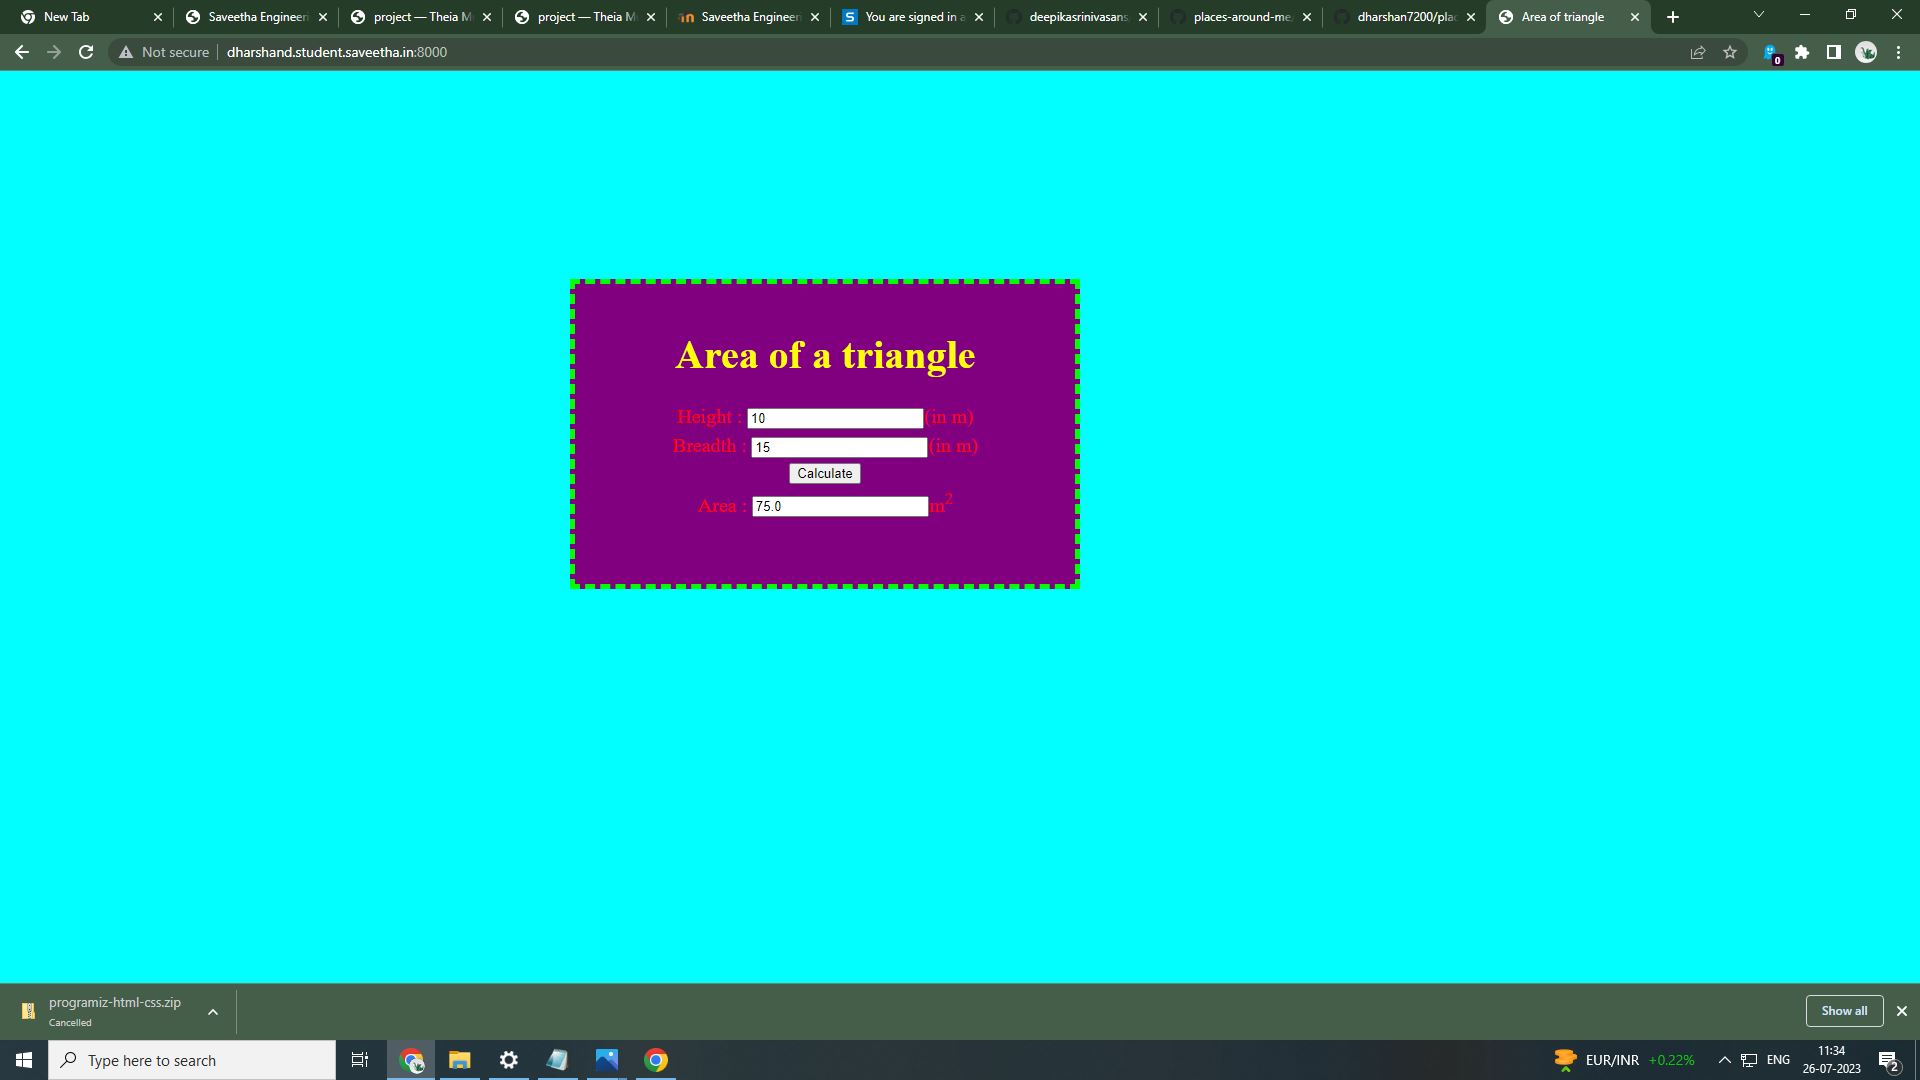 New Tab
Saveetha Engineeri
project — Theia M
project — Theia M
Saveetha Engineeri
You are signed in a
deepikasrinivasans
places-around-me
dharshan7200/plac
Area of triangle
Not secure
dharshand.student.saveetha.in:8000
0
Area of a triangle
Height : 10 (in m)
Breadth : 15 (in m)
Calculate
Area : 75.0 m2
programiz-html-css.zip
Cancelled
Show all
Type here to search
EUR/INR +0.22%
ENG
11:34
26-07-2023
2